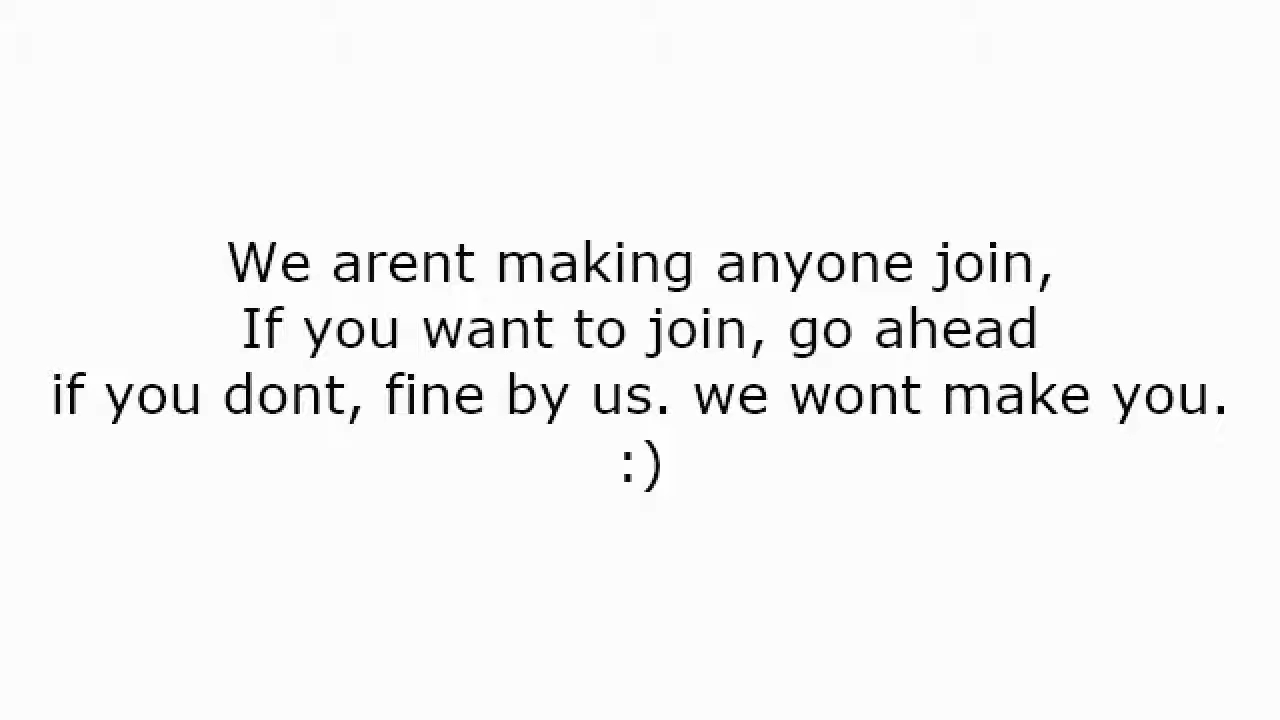 We arent making anyone join,
If you want to join, go ahead
if you dont, fine by us. we wont make you.
:)